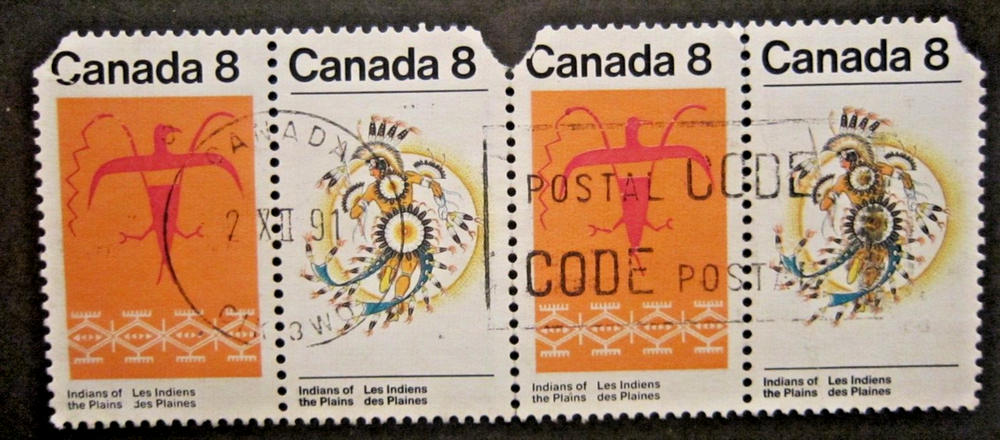 Canada 8
Indians of Les Indiens
the Plains des Plaines
Canada 8
Indians of Les Indiens
the Plains des Plaines
Canada 8
Indians of Les Indiens
the Plains des Plaines
Canada 8
Indians of Les Indiens
the Plains des Plaines
CANADA
2 XII 91
POSTAL CODE
CODE POSTAL